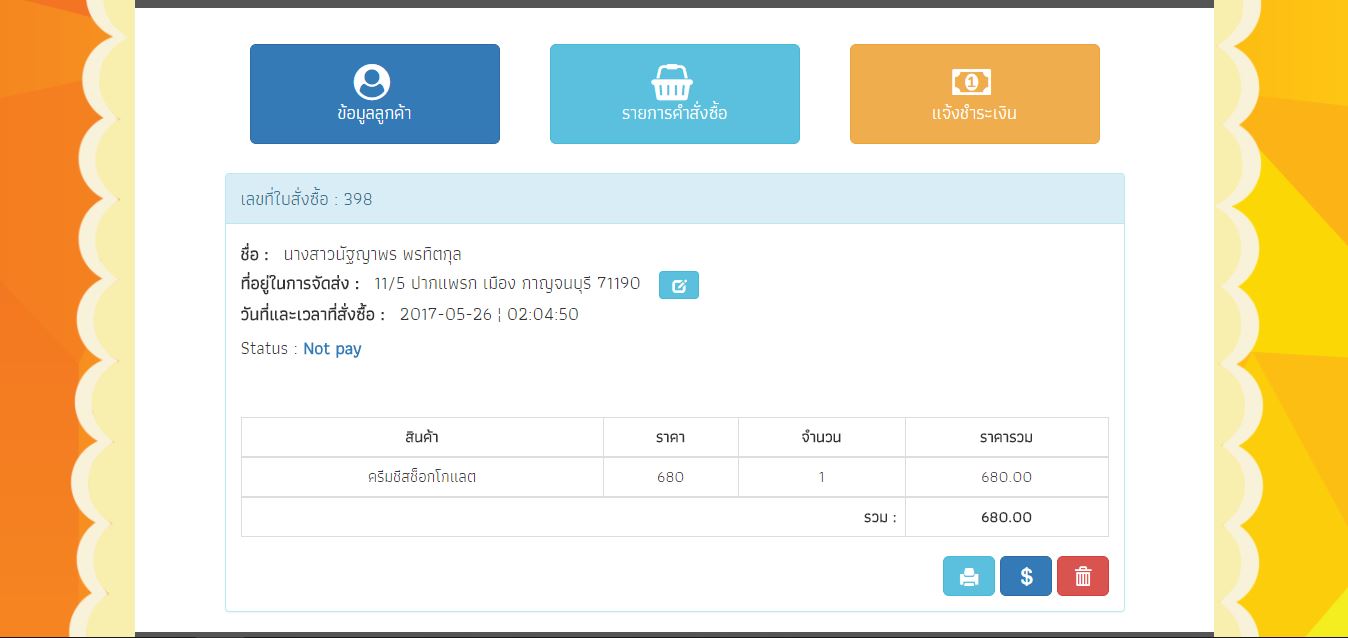 ข้อมูลลูกค้า รายการคำสั่งซื้อ แจ้งชำระเงิน
เลขที่ใบสั่งซื้อ : 398
ชื่อ : นางสาวนัฐญาพร พรทิตกุล
ที่อยู่ในการจัดส่ง : 11/5 ปากแพรก เมือง กาญจนบุรี 71190
วันที่และเวลาที่สั่งซื้อ : 2017-05-26 ¦ 02:04:50
Status : Not pay
สินค้า ราคา จำนวน ราคารวม
ครีมชีสช็อกโกแลต 680 1 680.00
รวม : 680.00